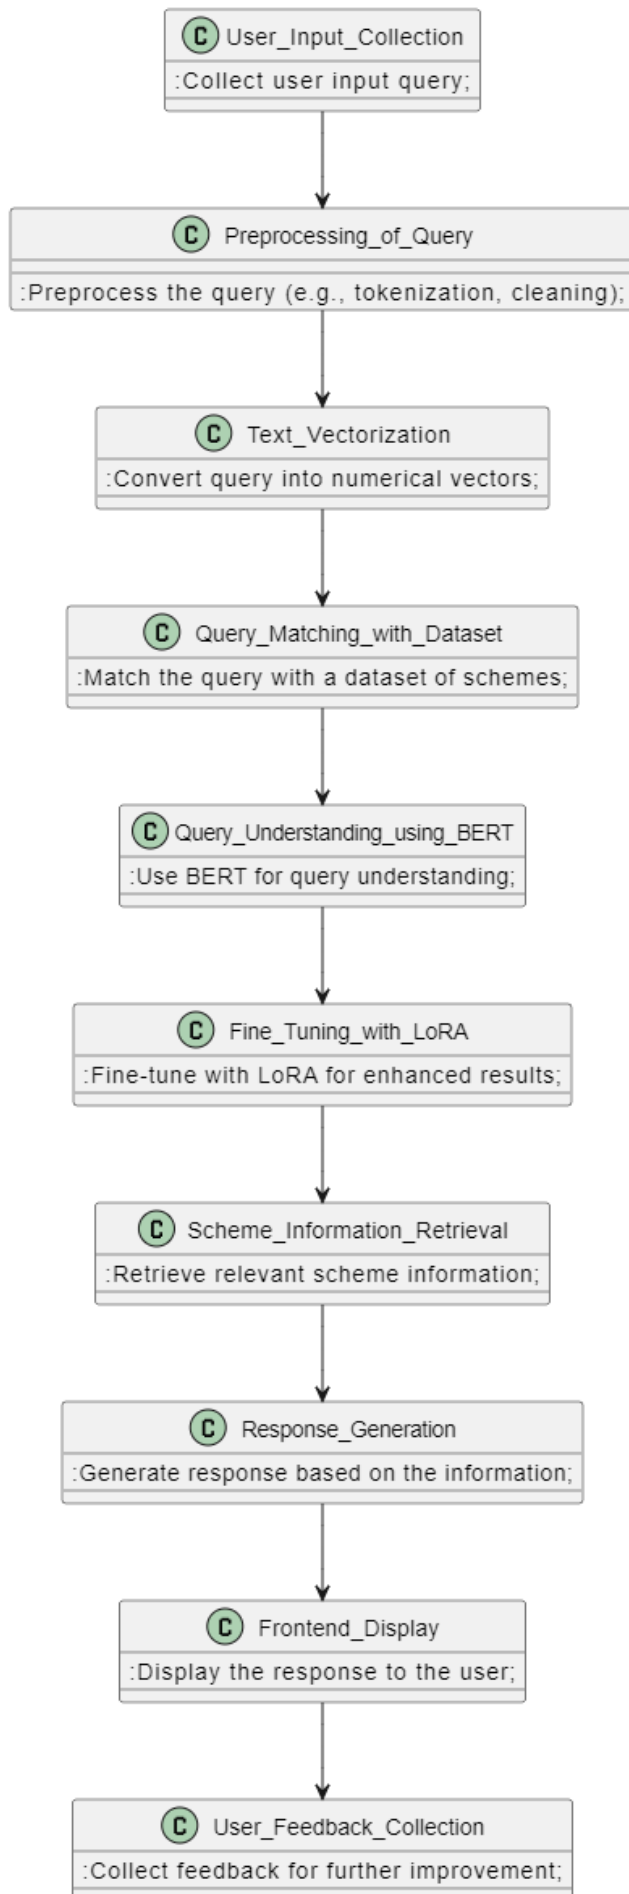 C User_Input_Collection
:Collect user input query;
C Preprocessing_of_Query
:Preprocess the query (e.g., tokenization, cleaning);
C Text_Vectorization
:Convert query into numerical vectors;
C Query_Matching_with_Dataset
:Match the query with a dataset of schemes;
C Query_Understanding_using_BERT
:Use BERT for query understanding;
C Fine_Tuning_with_LoRA
:Fine-tune with LoRA for enhanced results;
C Scheme_Information_Retrieval
:Retrieve relevant scheme information;
C Response_Generation
:Generate response based on the information;
C Frontend_Display
:Display the response to the user;
C User_Feedback_Collection
:Collect feedback for further improvement;